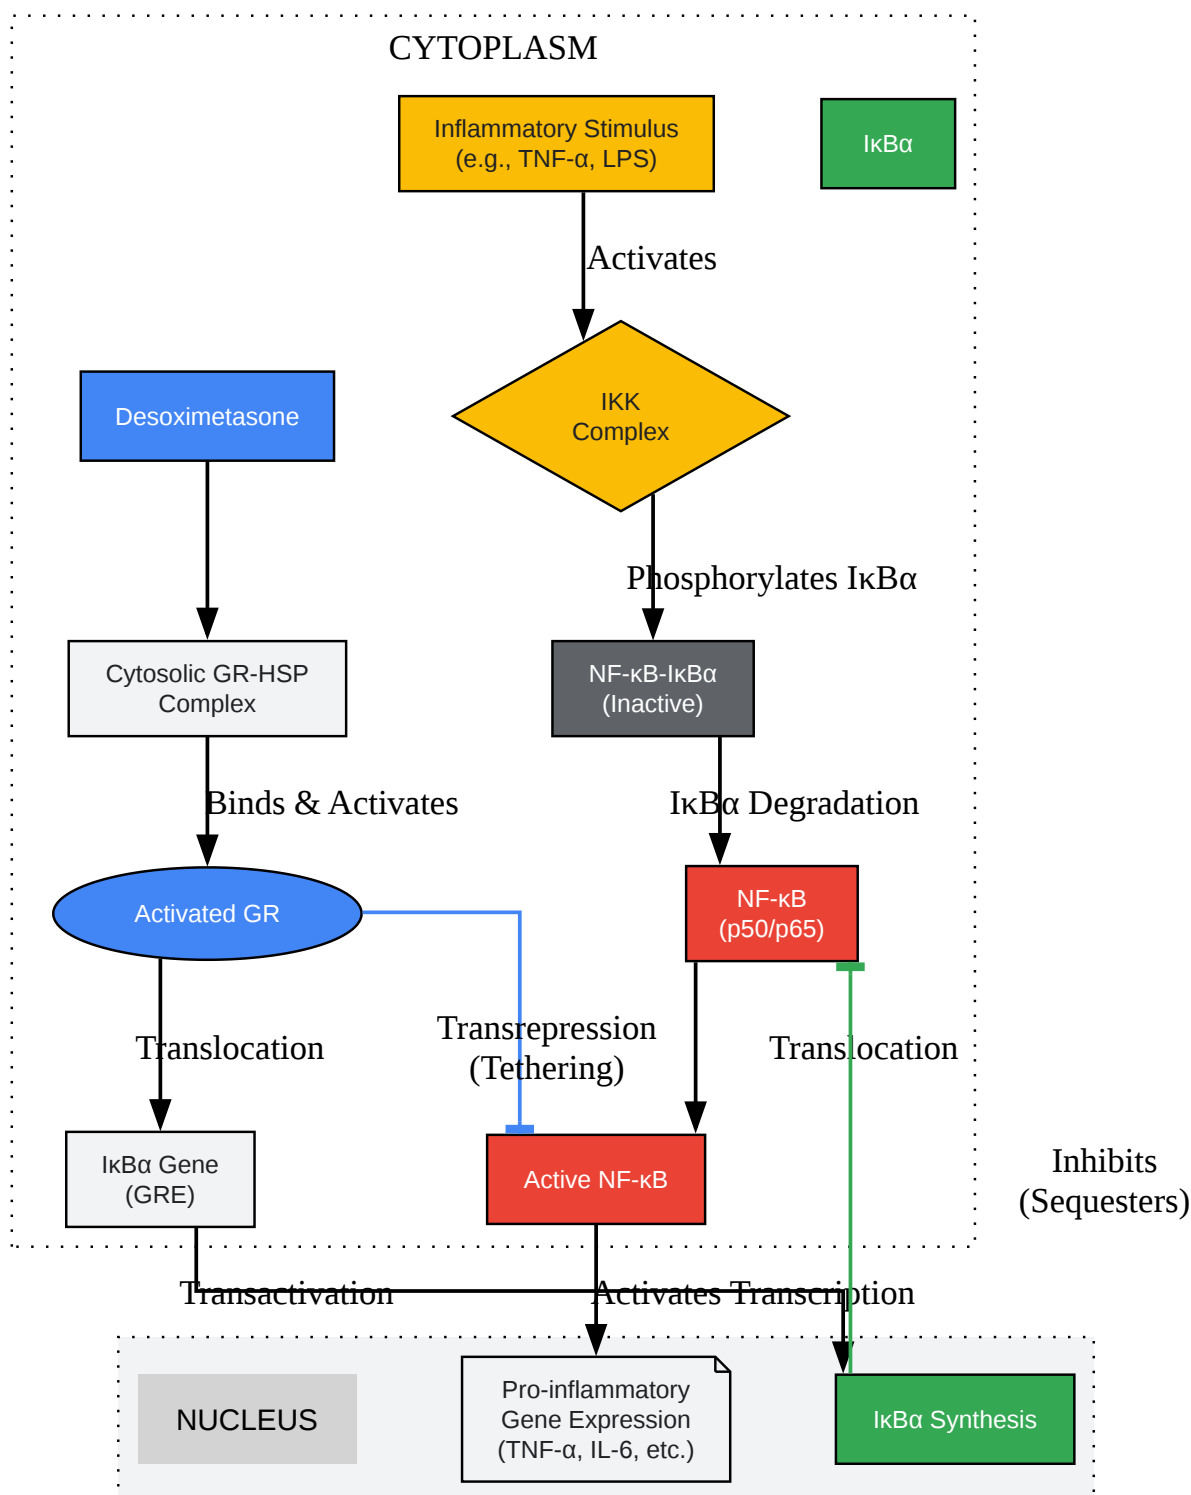 CYTOPLASM
Inflammatory Stimulus
(e.g., TNF-α, LPS)
IκBα
Activates
Desoximetasone
IKK
Complex
Phosphorylates IκBα
Cytosolic GR-HSP
Complex
NF-κB-IκBα
(Inactive)
Binds & Activates
IκBα Degradation
Activated GR
NF-κB
(p50/p65)
Translocation
Transrepression
(Tethering)
Translocation
IκBα Gene
(GRE)
Active NF-κB
Inhibits
(Sequesters)
Transactivation
Activates Transcription
NUCLEUS
Pro-inflammatory
Gene Expression
(TNF-α, IL-6, etc.)
IκBα Synthesis